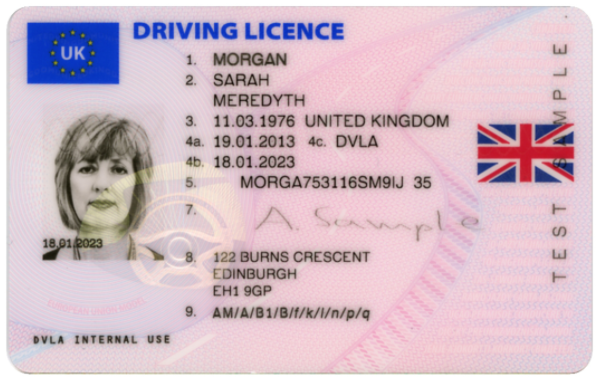 UK
DRIVING LICENCE
1. MORGAN
2. SARAH
MEREDYTH
3. 11.03.1976 UNITED KINGDOM
4a. 19.01.2013 4c. DVLA
4b. 18.01.2023
5. MORGA753116SM9IJ 35
7. A. Sample
18.01.2023
8. 122 BURNS CRESCENT
EDINBURGH
EH1 9GP
9. AM/A/B1/B/f/k/l/n/p/q
DVLA INTERNAL USE
TEST SAMPLE